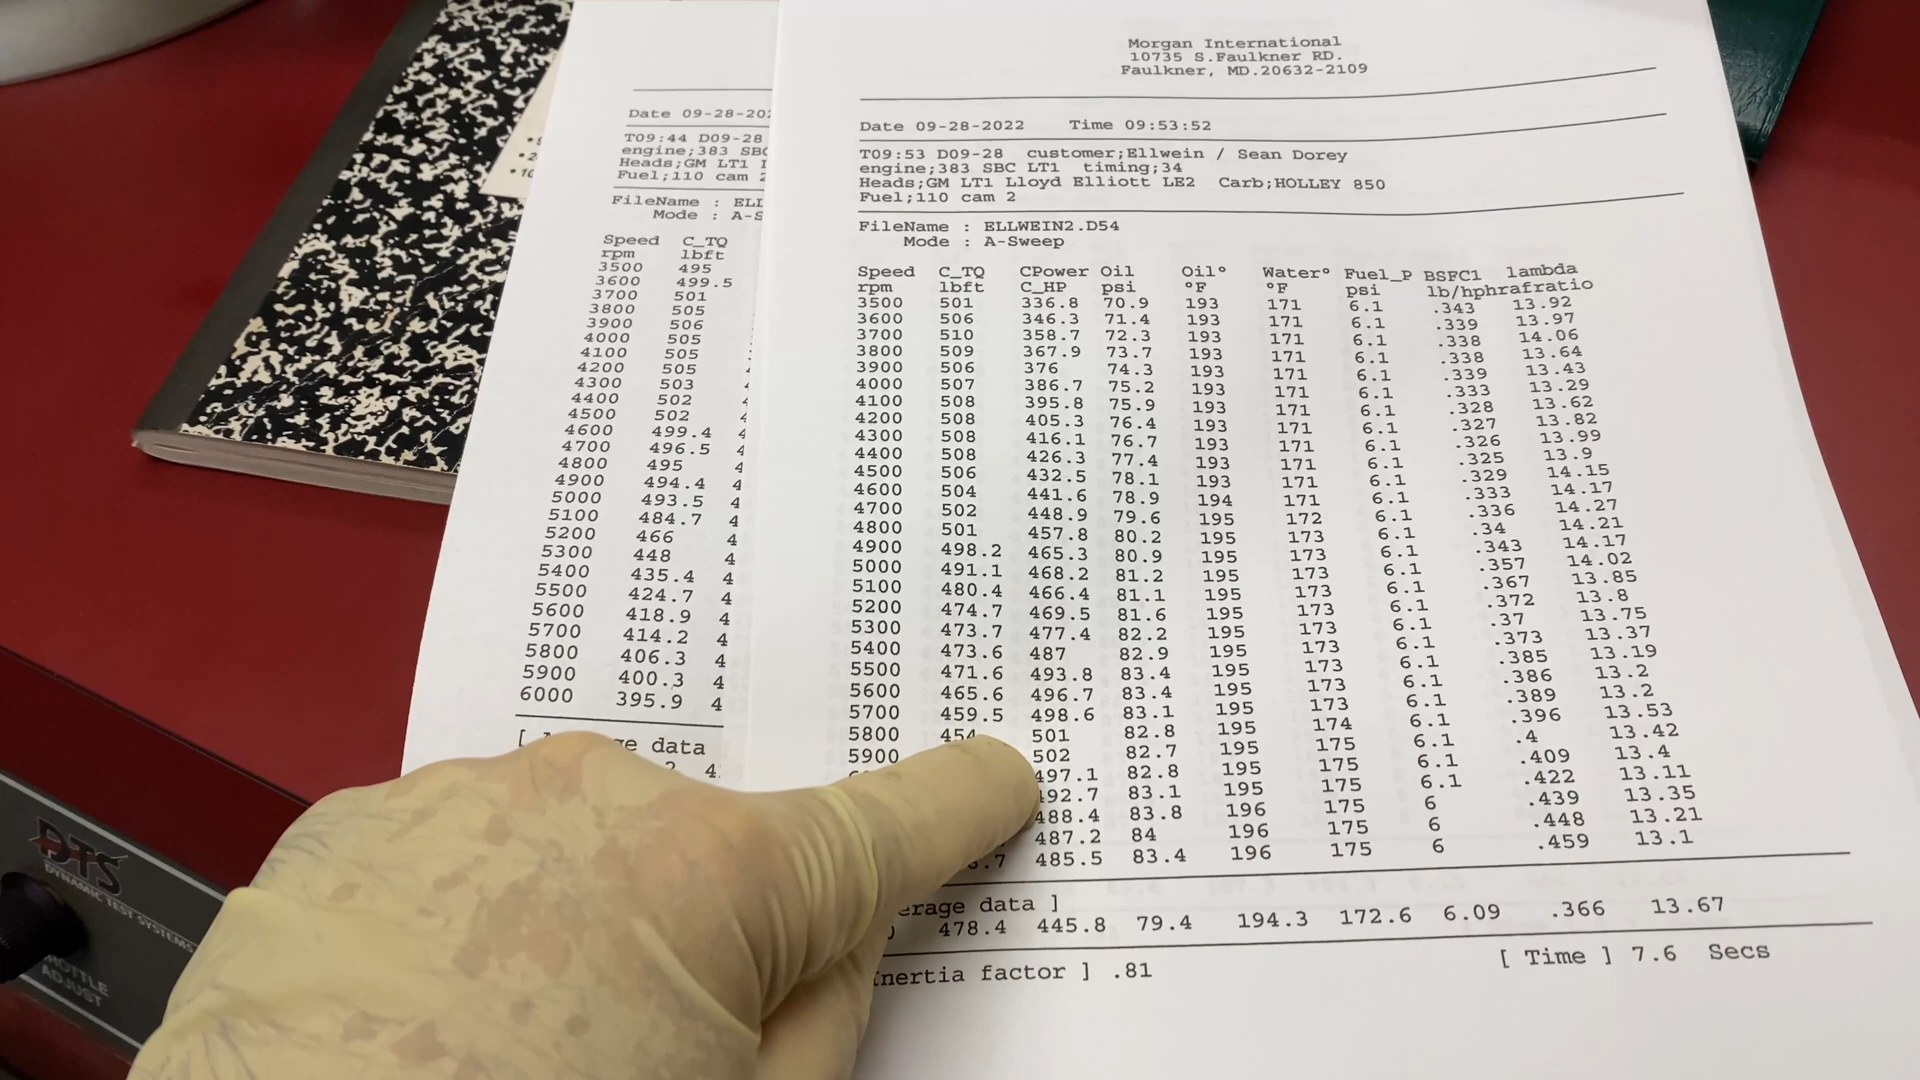 Morgan International
10735 S.Faulkner RD.
Faulkner, MD.20632-2109
Date 09-28-2022 Time 09:53:52
T09:53 D09-28 customer;Ellwein / Sean Dorey
engine;383 SBC LT1 timing;34
Heads;GM LT1 Lloyd Elliott LE2 Carb;HOLLEY 850
Fuel;110 cam 2
FileName : ELLWEIN2.D54
Mode : A-Sweep
Speed C_TQ CPower Oil Oil° Water° Fuel_P BSFC1 lambda
rpm lbft C_HP psi °F °F psi lb/hphrafratio
3500 501 336.8 70.9 193 171 6.1 .343 13.92
3600 506 346.3 71.4 193 171 6.1 .339 13.97
3700 510 358.7 72.3 193 171 6.1 .338 14.06
3800 509 367.9 73.7 193 171 6.1 .338 13.64
3900 506 376 74.3 193 171 6.1 .339 13.43
4000 507 386.7 75.2 193 171 6.1 .333 13.29
4100 508 395.8 75.9 193 171 6.1 .328 13.62
4200 508 405.3 76.4 193 171 6.1 .327 13.82
4300 508 416.1 76.7 193 171 6.1 .326 13.99
4400 508 426.3 77.4 193 171 6.1 .325 13.9
4500 506 432.5 78.1 193 171 6.1 .329 14.15
4600 504 441.6 78.9 194 171 6.1 .333 14.17
4700 502 448.9 79.6 195 172 6.1 .336 14.27
4800 501 457.8 80.2 195 173 6.1 .34 14.21
4900 498.2 465.3 80.9 195 173 6.1 .343 14.17
5000 491.1 468.2 81.2 195 173 6.1 .357 14.02
5100 480.4 466.4 81.1 195 173 6.1 .367 13.85
5200 474.7 469.5 81.6 195 173 6.1 .372 13.8
5300 473.7 477.4 82.2 195 173 6.1 .37 13.75
5400 473.6 487 82.9 195 173 6.1 .373 13.37
5500 471.6 493.8 83.4 195 173 6.1 .385 13.19
5600 465.6 496.7 83.4 195 173 6.1 .386 13.2
5700 459.5 498.6 83.1 195 173 6.1 .389 13.2
5800 454 501 82.8 195 174 6.1 .396 13.53
5900 502 82.7 195 175 6.1 .4 13.42
497.1 82.8 195 175 6.1 .409 13.4
492.7 83.1 195 175 6.1 .422 13.11
488.4 83.8 196 175 6 .439 13.35
487.2 84 196 175 6 .448 13.21
485.5 83.4 196 175 6 .459 13.1
erage data ]
478.4 445.8 79.4 194.3 172.6 6.09 .366 13.67
nertia factor ] .81 [ Time ] 7.6 Secs
Date 09-28-20
T09:44 D09-28
engine;383 SBC
Heads;GM LT1
Fuel;110 cam
FileName : ELL
Mode : A-S
Speed C_TQ
rpm lbft
3500 495
3600 499.5
3700 501
3800 505
3900 506
4000 505
4100 505
4200 505
4300 503
4400 502 4
4500 502 4
4600 499.4 4
4700 496.5 4
4800 495 4
4900 494.4 4
5000 493.5 4
5100 484.7 4
5200 466 4
5300 448 4
5400 435.4 4
5500 424.7 4
5600 418.9 4
5700 414.2 4
5800 406.3 4
5900 400.3 4
6000 395.9 4
ge data
DTS
DYNAMIC TEST SYSTEMS
ADJUST